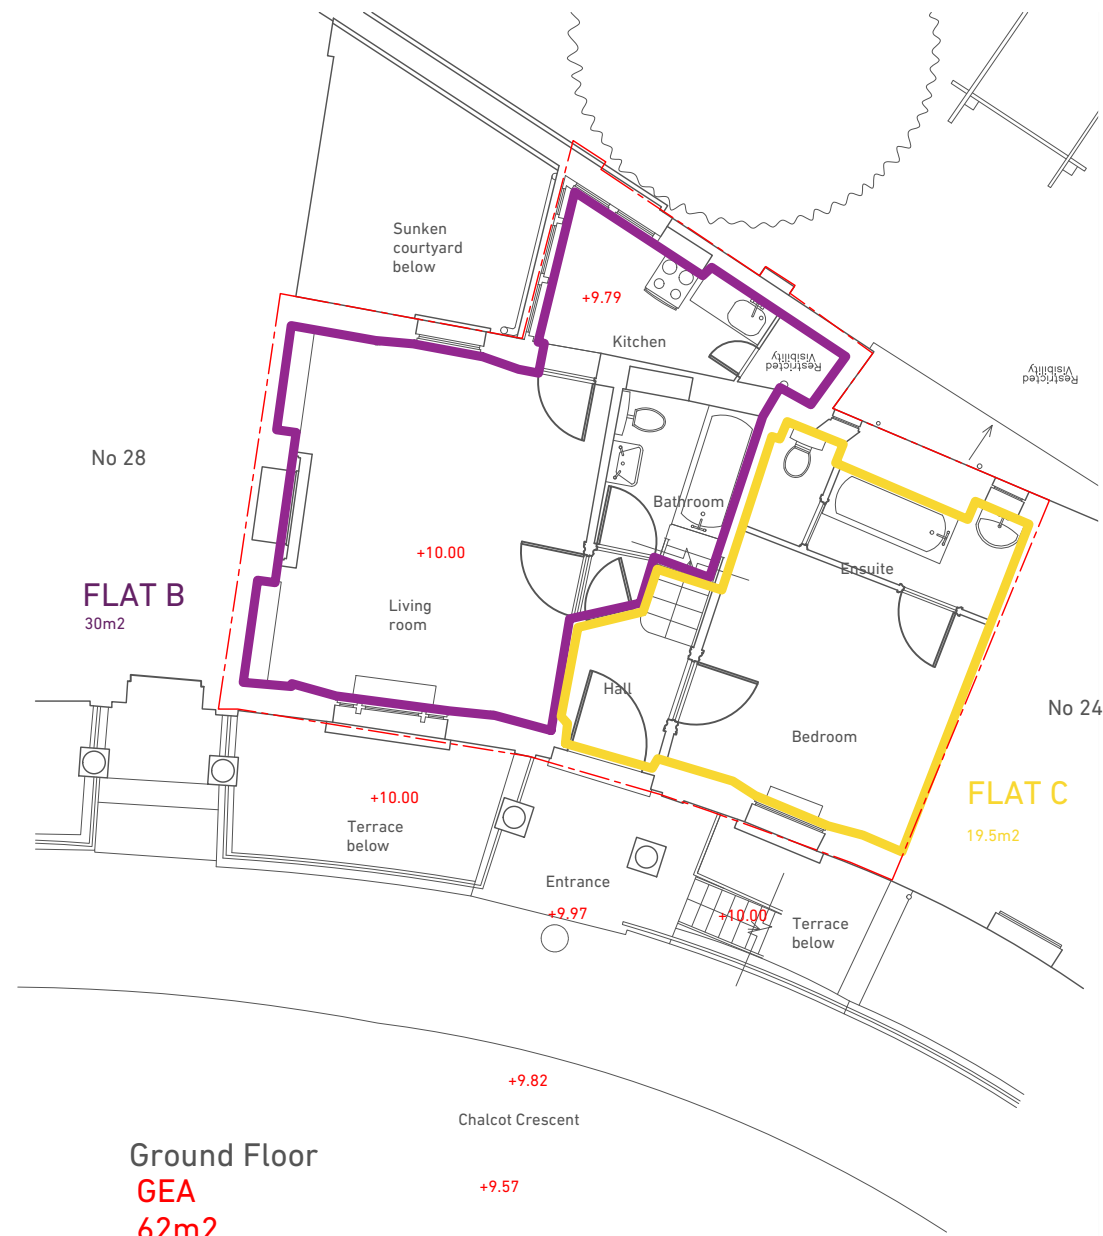 Sunken
courtyard
below
+9.79
Kitchen
Restricted
Visibility
Restricted
Visibility
No 28
Bathroom
+10.00
Ensuite
FLAT B
30m2
Living
room
Hall
No 24
Bedroom
FLAT C
19.5m2
+10.00
Terrace
below
Entrance
+9.97
+10.00
Terrace
below
+9.82
Chalcot Crescent
Ground Floor
GEA
62m2
+9.57